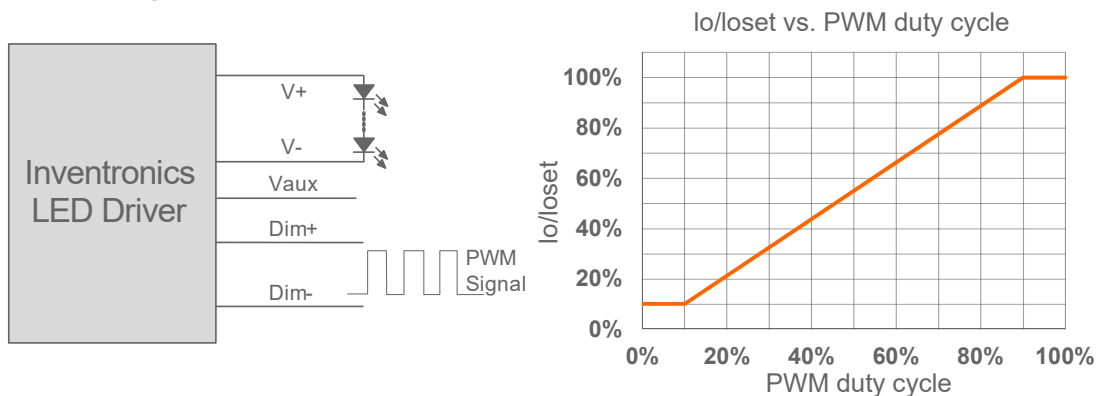 Inventronics
LED Driver
V+
V-
Vaux
Dim+
Dim-
PWM
Signal
Io/Ioset vs. PWM duty cycle
Io/Ioset
100%
80%
60%
40%
20%
0%
0% 20% 40% 60% 80% 100%
PWM duty cycle